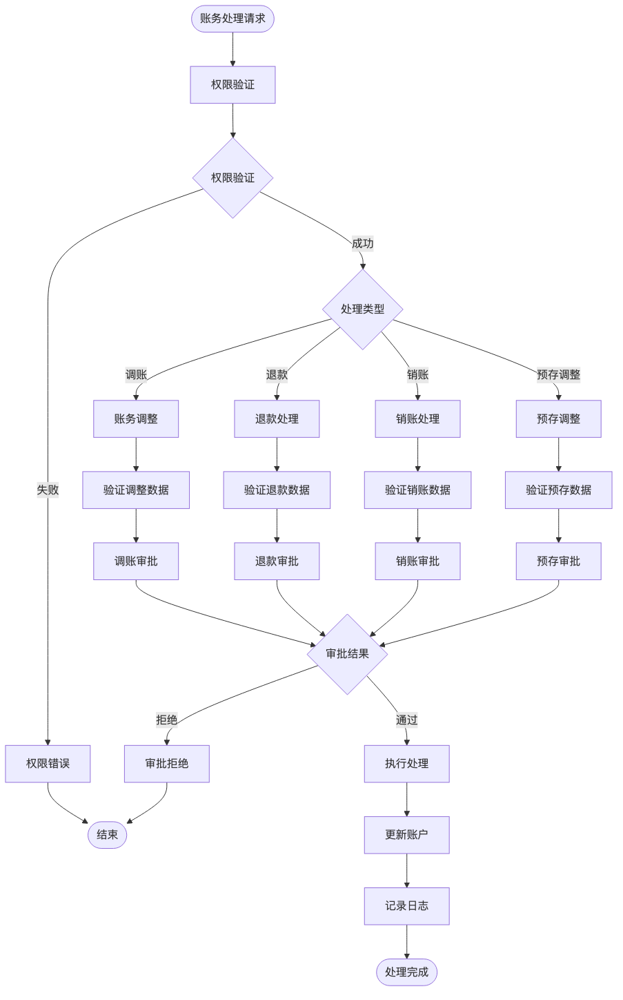 账务处理请求
权限验证
权限验证
成功
处理类型
调账
退款
销账
预存调整
账务调整
退款处理
销账处理
预存调整
失败
验证调整数据
验证退款数据
验证销账数据
验证预存数据
调账审批
退款审批
销账审批
预存审批
审批结果
拒绝
通过
权限错误
审批拒绝
执行处理
结束
更新账户
记录日志
处理完成